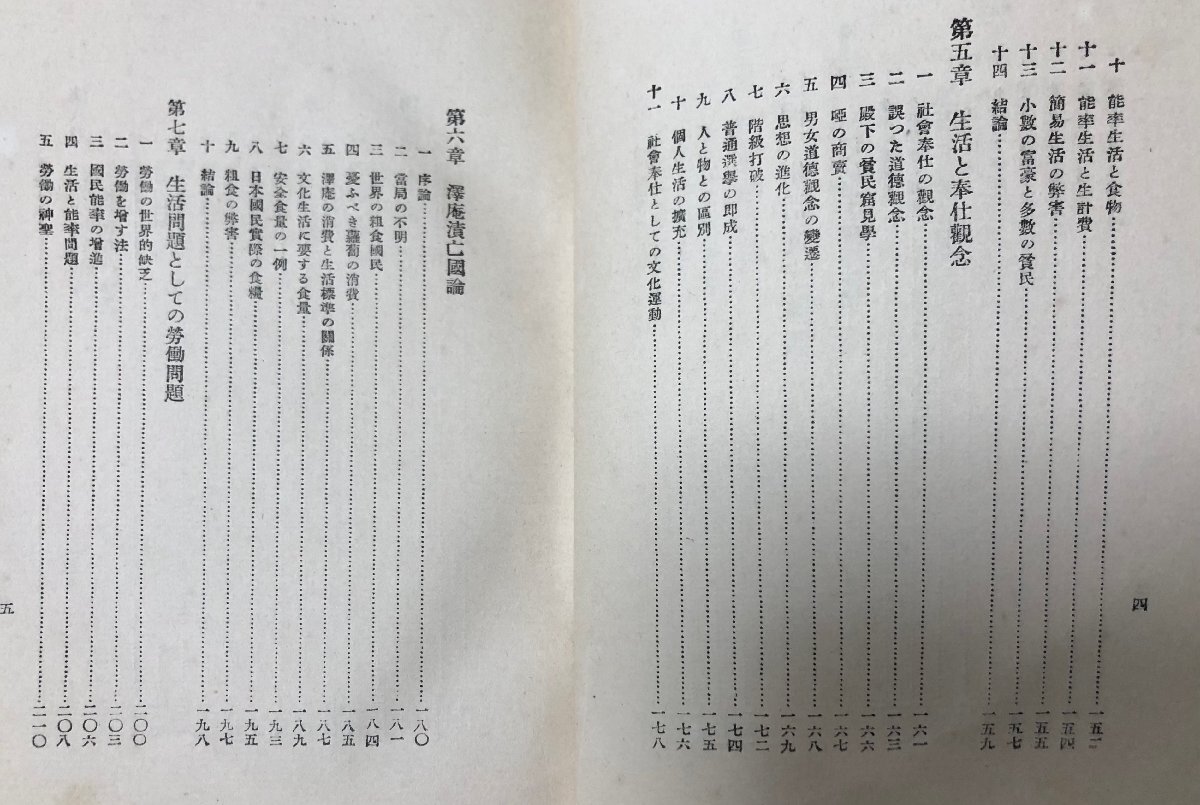 十 能率生活と食物……一五二
十一 能率生活と生計費……一五三
十二 簡易生活の弊害……一五四
十三 小數の富豪と多數の貧民……一五七
十四 結論……一五九
第五章 生活と奉仕觀念
一 社會奉仕の觀念……一六一
二 誤つた道德觀念……一六三
三 殿下の貧民窟見學……一六六
四 啞の商賣……一六七
五 男女道德觀念の變遷……一六八
六 思想の進化……一六九
七 階級打破……一七二
八 普通選擧の即成……一七四
九 人と物との區別……一七五
十 個人生活の擴充……一七六
十一 社會奉仕としての文化運動……一七八
四
第六章 澤庵漬亡國論
一 序論……一八〇
二 當局の不明……一八一
三 世界の粗食國民……一八四
四 憂ふべき蘿蔔の消費……一八五
五 澤庵の消費と生活標準の關係……一八七
六 文化生活に要する食量……一八九
七 安全食量の一例……一九三
八 日本國民實際の食糧……一九五
九 粗食の弊害……一九七
十 結論……一九八
第七章 生活問題としての勞働問題
一 勞働の世界的缺乏……二〇〇
二 勞働を增す法……二〇三
三 國民能率の增進……二〇六
四 生活と能率問題……二〇八
五 勞働の神聖……二一〇
五